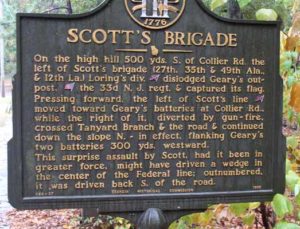 1776
SCOTT'S BRIGADE
On the high hill 500 yds. S. of Collier Rd. the
left of Scott's brigade (27th, 35th & 49th Ala.,
& 12th La.) Loring's div. dislodged Geary's out-
post, the 33d N. J. regt. & captured its flag.
Pressing forward, the left of Scott's line
moved toward Geary's batteries at Collier Rd.,
while the right of it, diverted by gun-fire,
crossed Tanyard Branch & the road & continued
down the slope N. - in effect, flanking Geary's
two batteries 300 yds. westward.
This surprise assault by Scott, had it been in
greater force, might have driven a wedge in
the center of the Federal line; outnumbered,
it was driven back S. of the road.
GEORGIA HISTORICAL COMMISSION